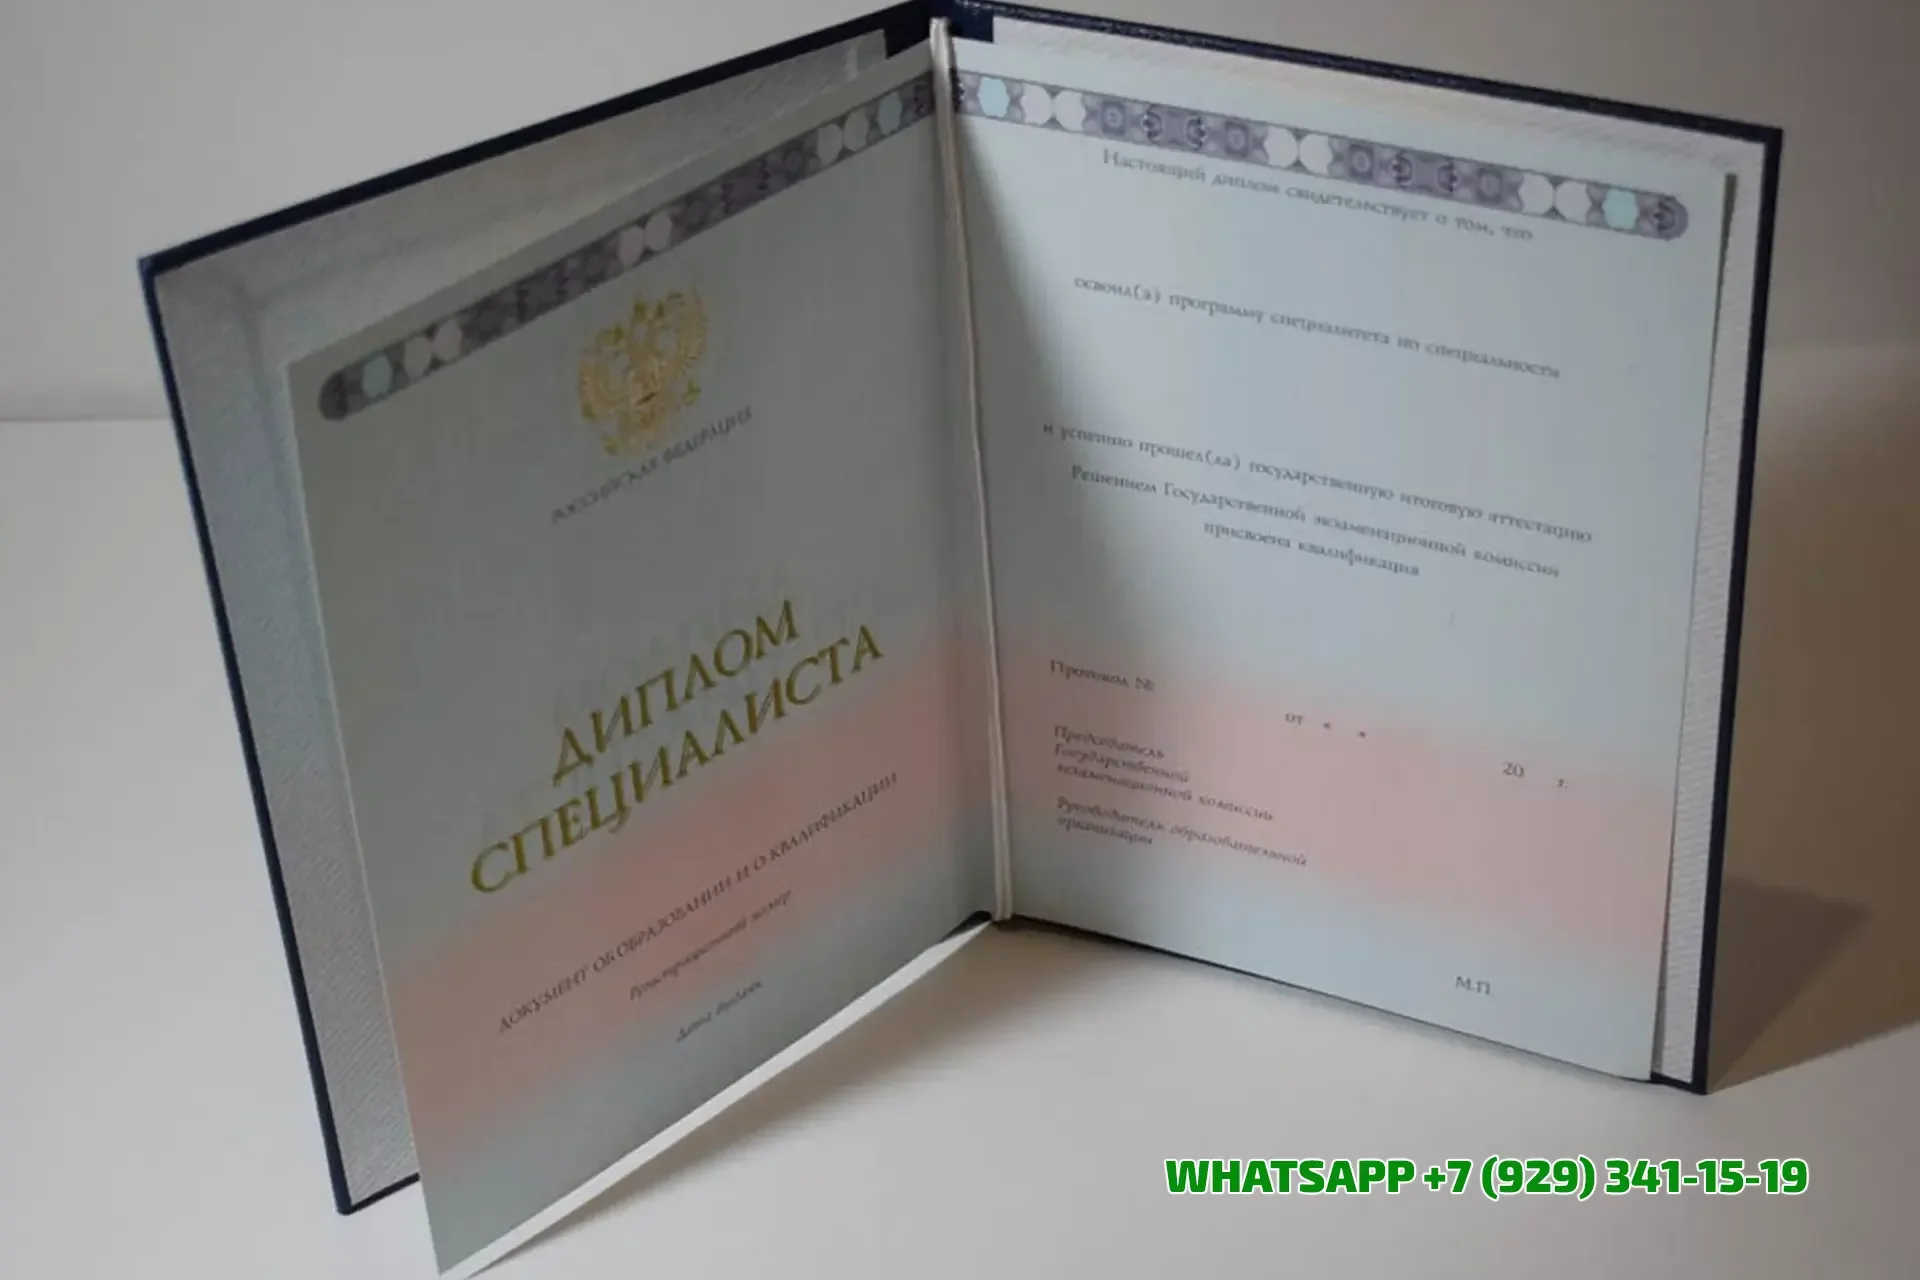 РОССИЙСКАЯ ФЕДЕРАЦИЯ
ДИПЛОМ
СПЕЦИАЛИСТА
ДОКУМЕНТ ОБ ОБРАЗОВАНИИ И О КВАЛИФИКАЦИИ
Регистрационный номер
Дата выдачи
Настоящий диплом свидетельствует о том, что
освоил(а) программу специалитета по специальности
и успешно прошел(ла) государственную итоговую аттестацию
Решением Государственной экзаменационной комиссии
присвоена квалификация
Протокол №
от « »
20 г.
Председатель
Государственной
экзаменационной комиссии
Руководитель образовательной
организации
М.П.
WHATSAPP +7 (929) 341-15-19